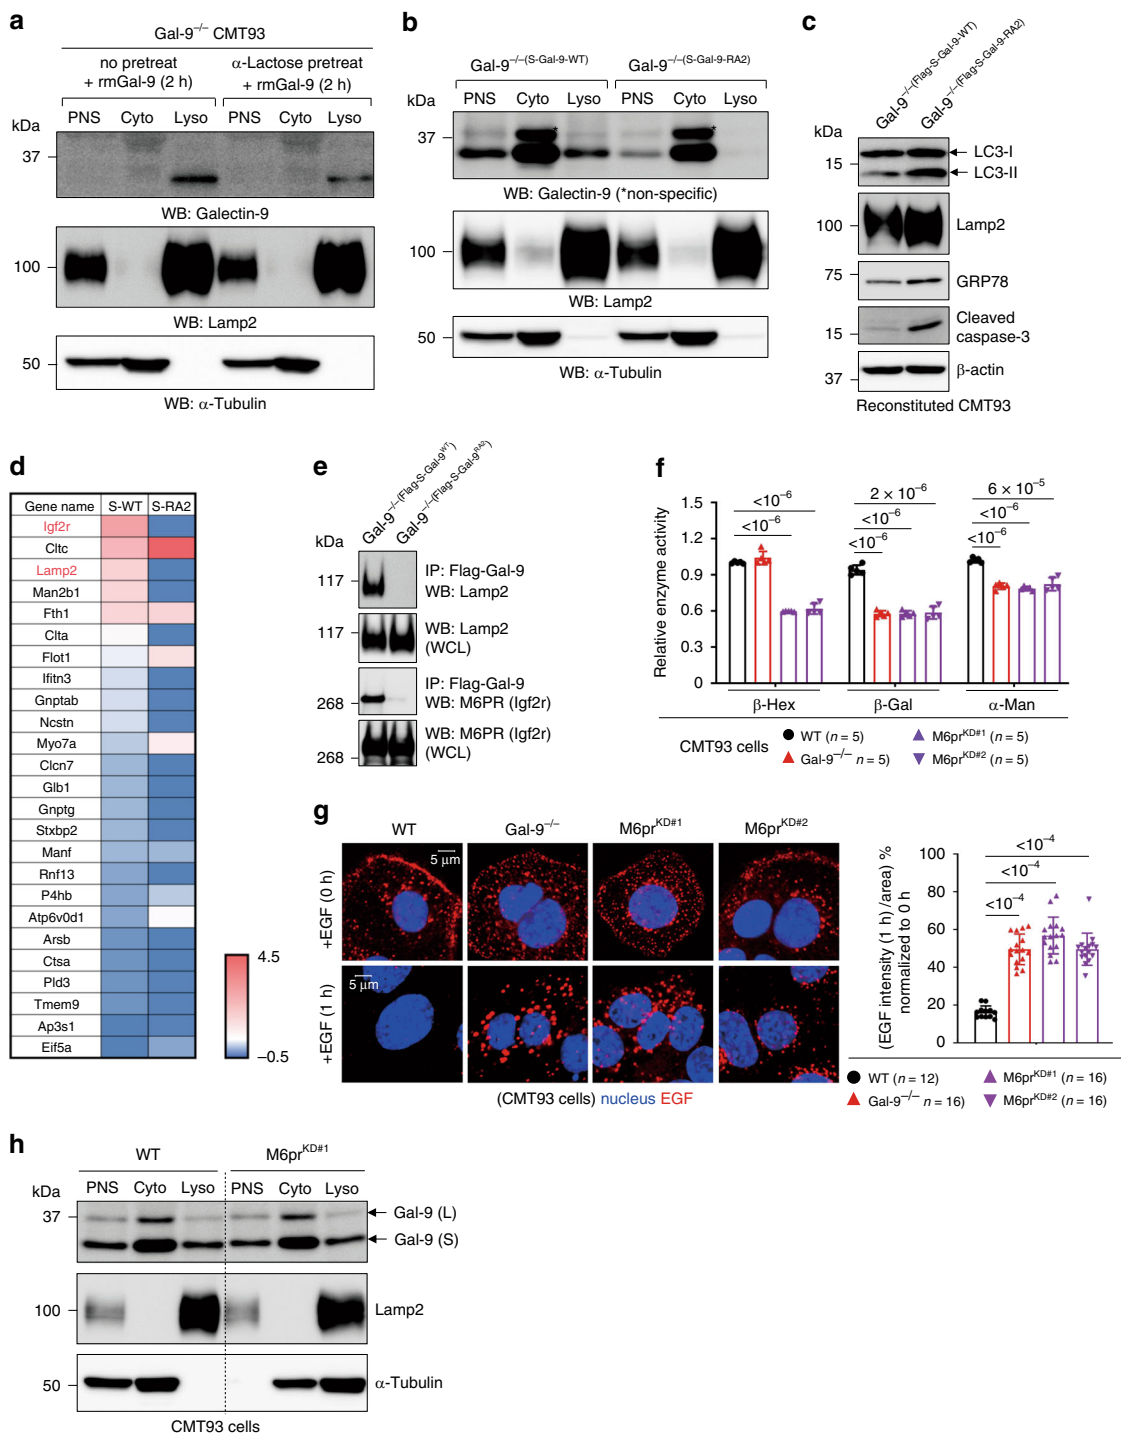 a
Gal-9–/– CMT93
no pretreat
+ rmGal-9 (2 h)
α-Lactose pretreat
+ rmGal-9 (2 h)
kDa
PNS Cyto Lyso PNS Cyto Lyso
37
WB: Galectin-9
100
WB: Lamp2
50
WB: α-Tubulin
b
Gal-9–/–(S-Gal-9-WT) Gal-9–/–(S-Gal-9-RA2)
PNS Cyto Lyso PNS Cyto Lyso
kDa
37
* *
WB: Galectin-9 (*non-specific)
100
WB: Lamp2
50
WB: α-Tubulin
c
Gal-9–/–(Flag-S-Gal-9-WT)
Gal-9–/–(Flag-S-Gal-9-RA2)
kDa
LC3-I
15
LC3-II
100
Lamp2
75
GRP78
15
Cleaved
caspase-3
37
β-actin
Reconstituted CMT93
d
Gene name S-WT S-RA2
Igf2r
Cltc
Lamp2
Man2b1
Fth1
Clta
Flot1
Ifitn3
Gnptab
Ncstn
Myo7a
Clcn7
Glb1
Gnptg
Stxbp2
Manf
Rnf13
P4hb
Atp6v0d1
Arsb
Ctsa
Pld3
Tmem9
Ap3s1
Eif5a
4.5
–0.5
e
Gal-9–/–(Flag-S-Gal-9WT)
Gal-9–/–(Flag-S-Gal-9RA2)
kDa
117
IP: Flag-Gal-9
WB: Lamp2
117
WB: Lamp2
(WCL)
268
IP: Flag-Gal-9
WB: M6PR (Igf2r)
268
WB: M6PR (Igf2r)
(WCL)
f
Relative enzyme activity
1.5
1.2
0.9
0.6
0.3
0
<10–6
<10–6
2 × 10–6
<10–6
<10–6
6 × 10–5
<10–6
<10–6
β-Hex β-Gal α-Man
CMT93 cells
WT (n = 5)
Gal-9–/– n = 5)
M6prKD#1 (n = 5)
M6prKD#2 (n = 5)
g
WT Gal-9–/– M6prKD#1 M6prKD#2
+EGF (0 h)
5 μm
+EGF (1 h)
5 μm
(CMT93 cells) nucleus EGF
(EGF intensity (1 h) /area) %
normalized to 0 h
100
80
60
40
20
0
<10–4
<10–4
<10–4
WT (n = 12)
Gal-9–/– n = 16)
M6prKD#1 (n = 16)
M6prKD#2 (n = 16)
h
WT M6prKD#1
kDa
PNS Cyto Lyso PNS Cyto Lyso
37
Gal-9 (L)
Gal-9 (S)
100
Lamp2
50
α-Tubulin
CMT93 cells